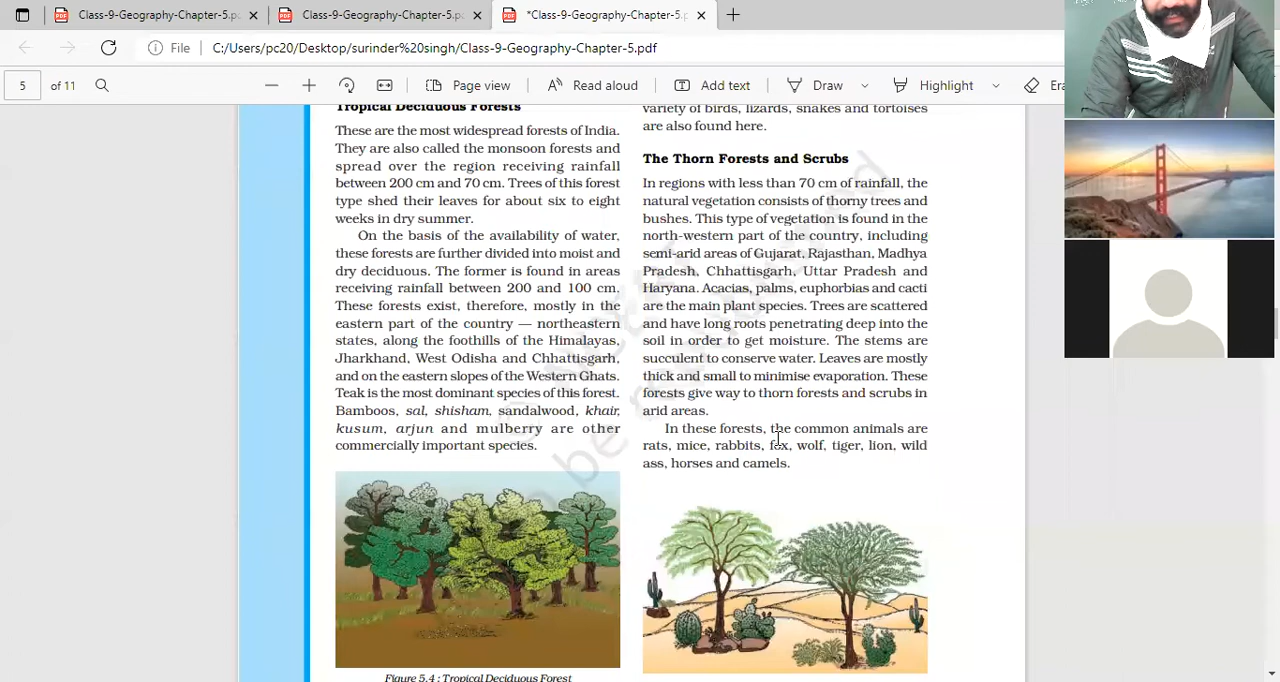 *Class-9-Geography-Chapter-5.pd
Class-9-Geography-Chapter-5.pd
*Class-9-Geography-Chapter-5.p
File
C:/Users/pc20/Desktop/surinder%20singh/Class-9-Geography-Chapter-5.pdf
5
of 11
Page view
Read aloud
Add text
Draw
Highlight
Era
Tropical Deciduous Forests
These are the most widespread forests of India.
They are also called the monsoon forests and
spread over the region receiving rainfall
between 200 cm and 70 cm. Trees of this forest
type shed their leaves for about six to eight
weeks in dry summer.
On the basis of the availability of water,
these forests are further divided into moist and
dry deciduous. The former is found in areas
receiving rainfall between 200 and 100 cm.
These forests exist, therefore, mostly in the
eastern part of the country — northeastern
states, along the foothills of the Himalayas,
Jharkhand, West Odisha and Chhattisgarh,
and on the eastern slopes of the Western Ghats.
Teak is the most dominant species of this forest.
Bamboos, sal, shisham, sandalwood, khair,
kusum, arjun and mulberry are other
commercially important species.
Figure 5.4 : Tropical Deciduous Forest
variety of birds, lizards, snakes and tortoises
are also found here.
The Thorn Forests and Scrubs
In regions with less than 70 cm of rainfall, the
natural vegetation consists of thorny trees and
bushes. This type of vegetation is found in the
north-western part of the country, including
semi-arid areas of Gujarat, Rajasthan, Madhya
Pradesh, Chhattisgarh, Uttar Pradesh and
Haryana. Acacias, palms, euphorbias and cacti
are the main plant species. Trees are scattered
and have long roots penetrating deep into the
soil in order to get moisture. The stems are
succulent to conserve water. Leaves are mostly
thick and small to minimise evaporation. These
forests give way to thorn forests and scrubs in
arid areas.
In these forests, the common animals are
rats, mice, rabbits, fox, wolf, tiger, lion, wild
ass, horses and camels.